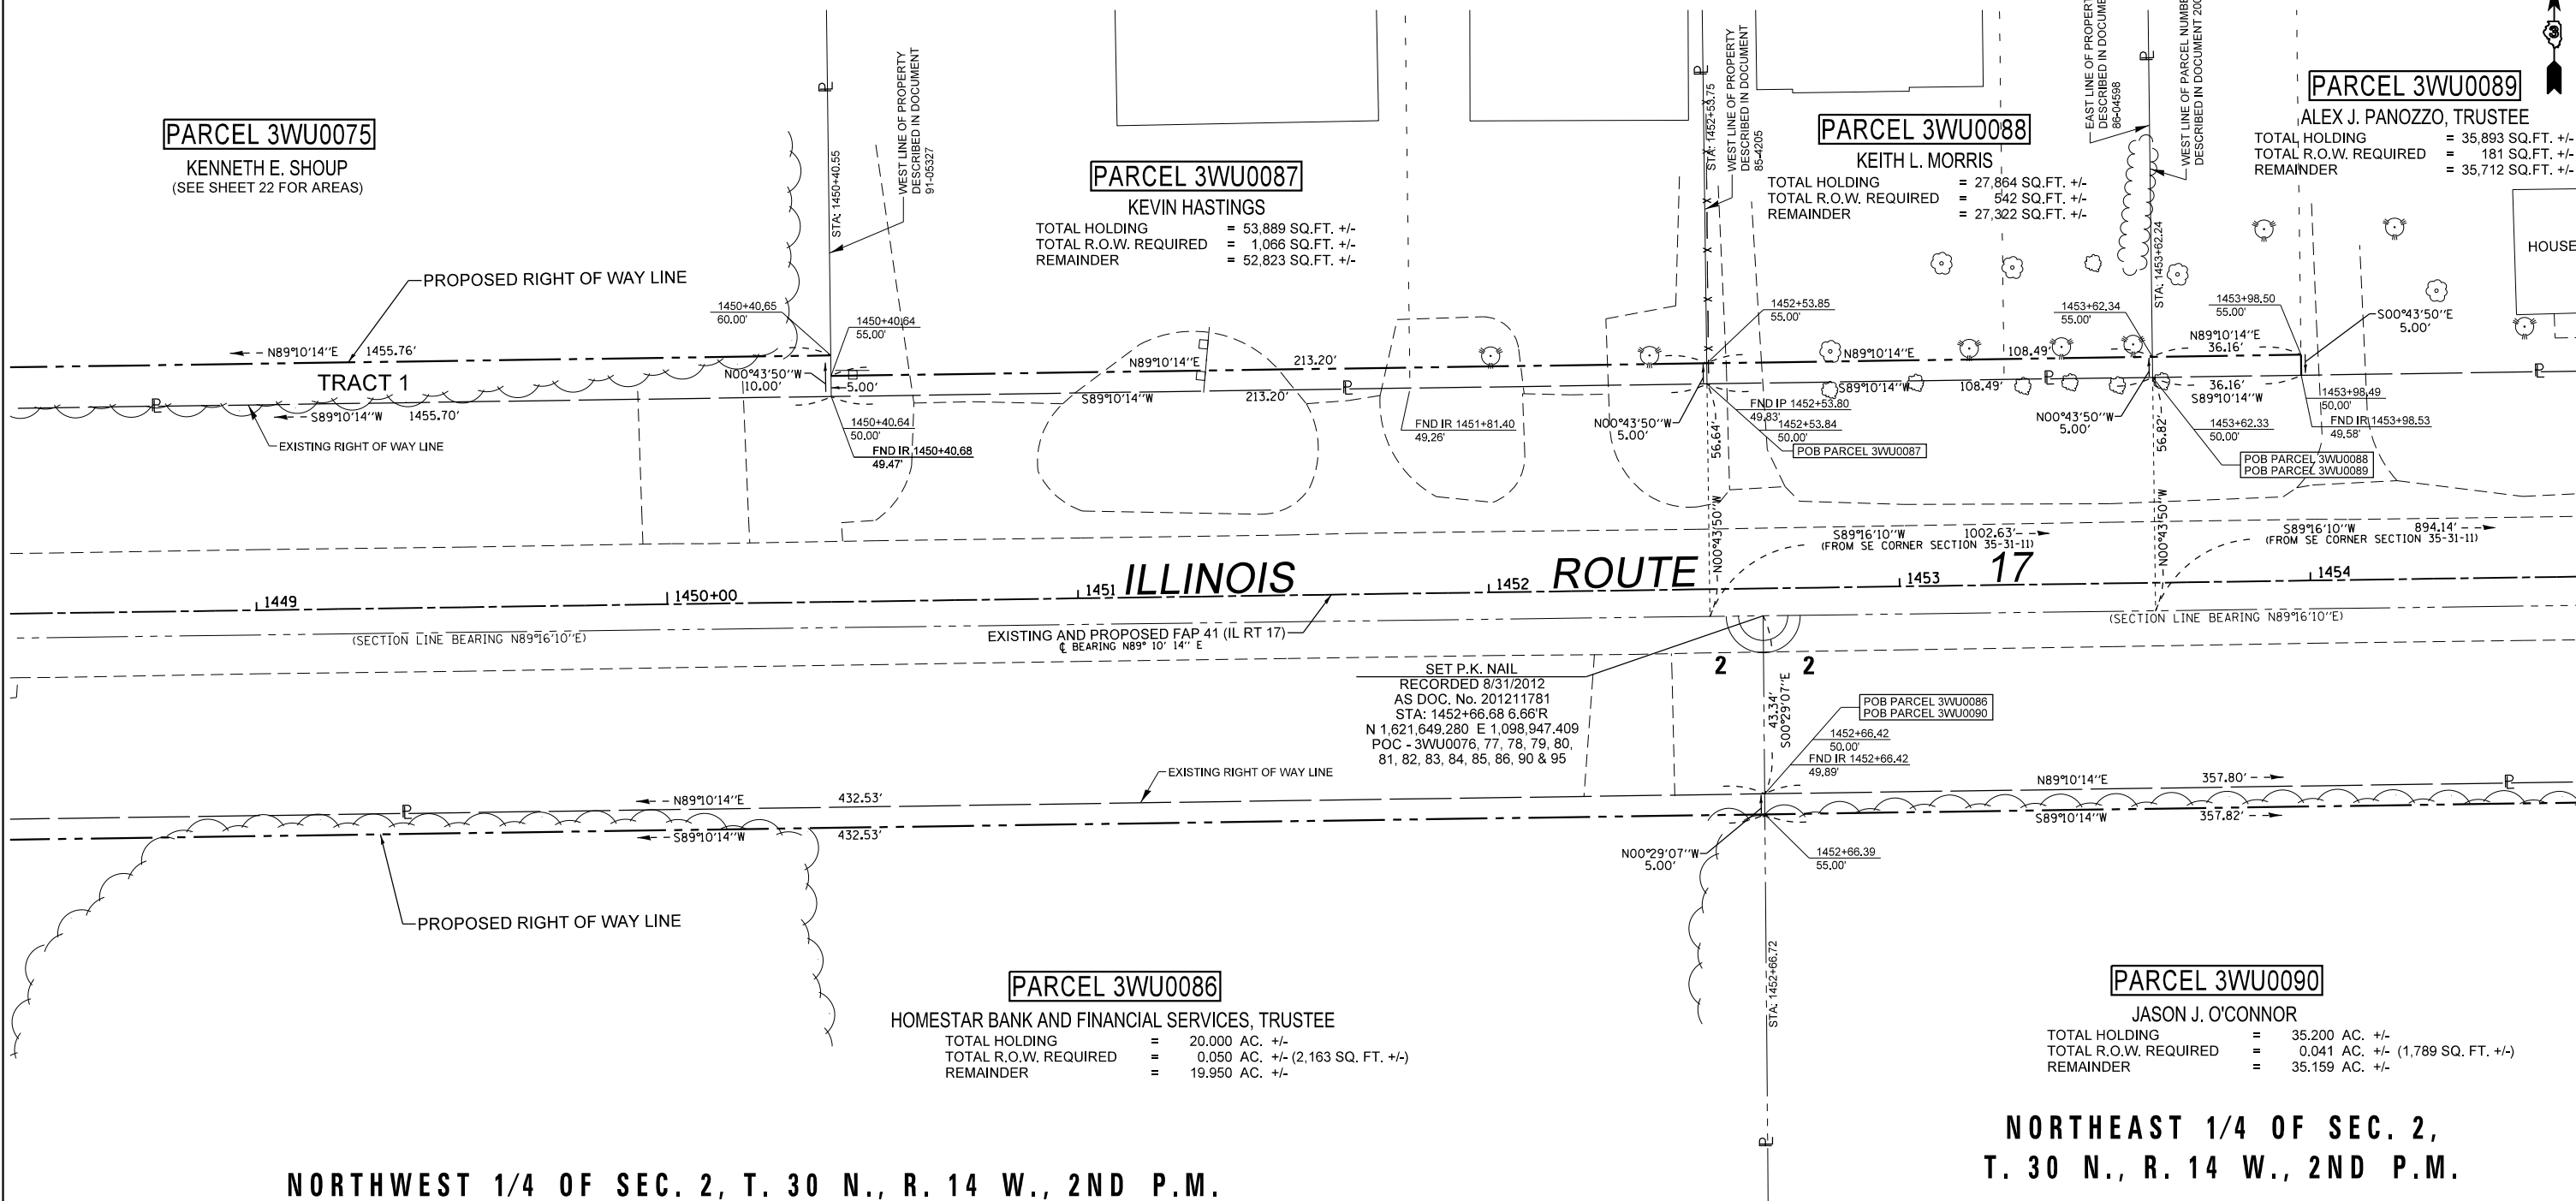 PARCEL 3WU0075
KENNETH E. SHOUP
(SEE SHEET 22 FOR AREAS)
STA: 1450+40.55
WEST LINE OF PROPERTY
DESCRIBED IN DOCUMENT
91-05327
PARCEL 3WU0087
KEVIN HASTINGS
TOTAL HOLDING = 53,889 SQ.FT. +/-
TOTAL R.O.W. REQUIRED = 1,066 SQ.FT. +/-
REMAINDER = 52,823 SQ.FT. +/-
STA: 1452+53.75
WEST LINE OF PROPERTY
DESCRIBED IN DOCUMENT
85-4205
PARCEL 3WU0088
KEITH L. MORRIS
TOTAL HOLDING = 27,864 SQ.FT. +/-
TOTAL R.O.W. REQUIRED = 542 SQ.FT. +/-
REMAINDER = 27,322 SQ.FT. +/-
EAST LINE OF
DESCRIBED IN
86-04598
STA: 1453+62.24
WEST LINE OF PARCEL
DESCRIBED IN DOCUMENT
3
PARCEL 3WU0089
ALEX J. PANOZZO, TRUSTEE
TOTAL HOLDING = 35,893 SQ.FT. +/-
TOTAL R.O.W. REQUIRED = 181 SQ.FT. +/-
REMAINDER = 35,712 SQ.FT. +/-
HOUSE
PROPOSED RIGHT OF WAY LINE
1450+40.65
60.00'
1450+40.64
55.00'
N89°10'14"E 1455.76'
TRACT 1
S89°10'14"W 1455.70'
EXISTING RIGHT OF WAY LINE
N00°43'50"W
10.00'
5.00'
1450+40.64
50.00'
FND IR 1450+40.68
49.47'
N89°10'14"E 213.20'
S89°10'14"W 213.20'
FND IR 1451+81.40
49.26'
1452+53.85
55.00'
N00°43'50"W
5.00'
FND IP 1452+53.80
49.83'
1452+53.84
50.00'
POB PARCEL 3WU0087
56.64'
N00°43'50"W
N89°10'14"E 108.49'
S89°10'14"W 108.49'
1453+62.34
55.00'
1453+98.50
55.00'
N89°10'14"E
36.16'
36.16'
S89°10'14"W
S00°43'50"E
5.00'
N00°43'50"W
5.00'
1453+98.49
50.00'
FND IR 1453+98.53
49.58'
1453+62.33
50.00'
POB PARCEL 3WU0088
POB PARCEL 3WU0089
56.82'
N00°43'50"W
S89°16'10"W 1002.63'
(FROM SE CORNER SECTION 35-31-11)
S89°16'10"W 894.14'
(FROM SE CORNER SECTION 35-31-11)
1449 1450+00 1451 ILLINOIS 1452 ROUTE 1453 17 1454
(SECTION LINE BEARING N89°16'10"E)
EXISTING AND PROPOSED FAP 41 (IL RT 17)
℄ BEARING N89° 10' 14" E
(SECTION LINE BEARING N89°16'10"E)
2 2
SET P.K. NAIL
RECORDED 8/31/2012
AS DOC. No. 201211781
STA: 1452+66.68 6.66'R
N 1,621,649.280 E 1,098,947.409
POC - 3WU0076, 77, 78, 79, 80,
81, 82, 83, 84, 85, 86, 90 & 95
43.34'
S00°29'07"E
POB PARCEL 3WU0086
POB PARCEL 3WU0090
1452+66.42
50.00'
FND IR 1452+66.42
49.89'
EXISTING RIGHT OF WAY LINE
N89°10'14"E 432.53'
S89°10'14"W 432.53'
N89°10'14"E 357.80'
S89°10'14"W 357.82'
N00°29'07"W
5.00'
1452+66.39
55.00'
PROPOSED RIGHT OF WAY LINE
STA: 1452+66.72
PARCEL 3WU0086
HOMESTAR BANK AND FINANCIAL SERVICES, TRUSTEE
TOTAL HOLDING = 20.000 AC. +/-
TOTAL R.O.W. REQUIRED = 0.050 AC. +/- (2,163 SQ. FT. +/-)
REMAINDER = 19.950 AC. +/-
PARCEL 3WU0090
JASON J. O'CONNOR
TOTAL HOLDING = 35.200 AC. +/-
TOTAL R.O.W. REQUIRED = 0.041 AC. +/- (1,789 SQ. FT. +/-)
REMAINDER = 35.159 AC. +/-
NORTHEAST 1/4 OF SEC. 2,
T. 30 N., R. 14 W., 2ND P.M.
NORTHWEST 1/4 OF SEC. 2, T. 30 N., R. 14 W., 2ND P.M.